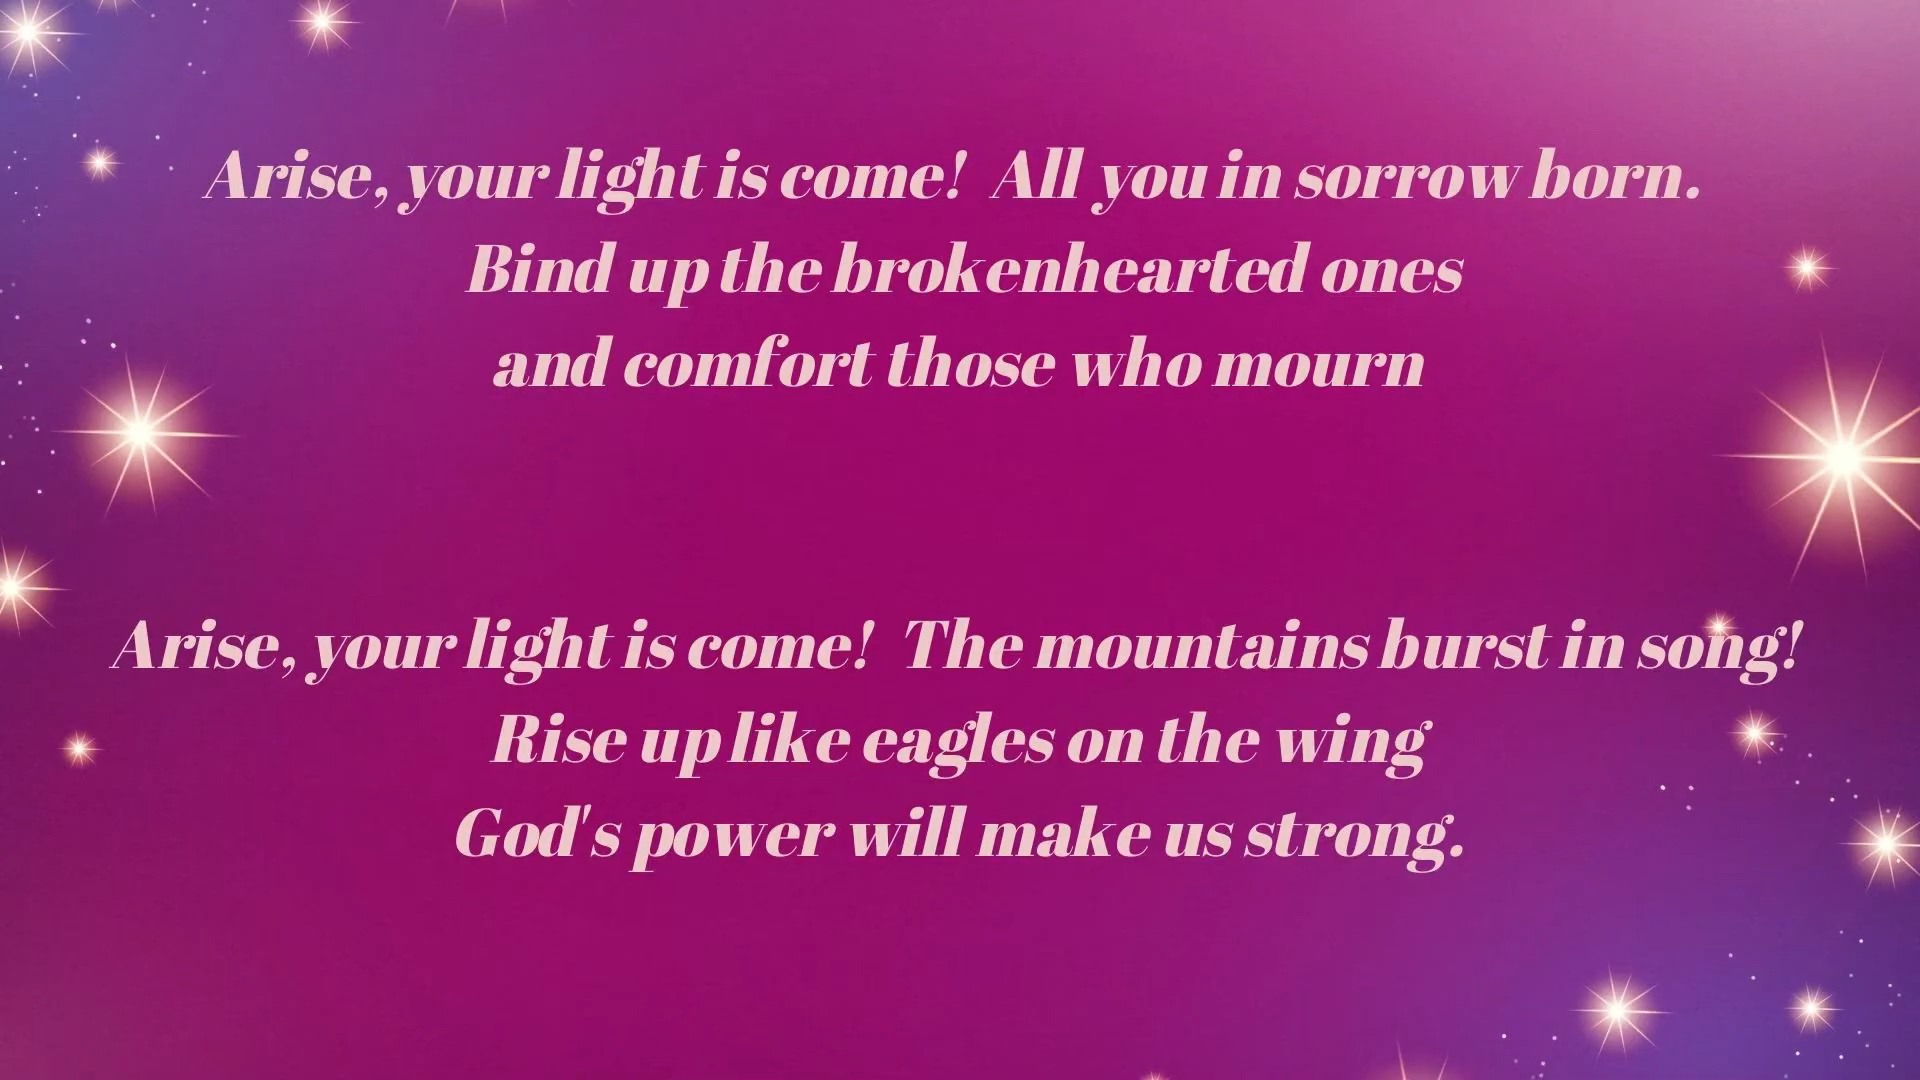 Arise, your light is come!  All you in sorrow born.
Bind up the brokenhearted ones
and comfort those who mourn
Arise, your light is come!  The mountains burst in song!
Rise up like eagles on the wing
God's power will make us strong.